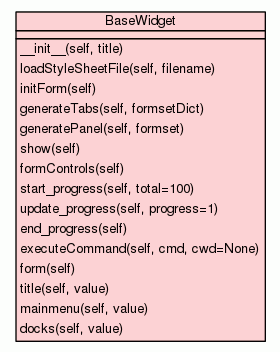 BaseWidget
__init__(self, title)
loadStyleSheetFile(self, filename)
initForm(self)
generateTabs(self, formsetDict)
generatePanel(self, formset)
show(self)
formControls(self)
start_progress(self, total=100)
update_progress(self, progress=1)
end_progress(self)
executeCommand(self, cmd, cwd=None)
form(self)
title(self, value)
mainmenu(self, value)
docks(self, value)